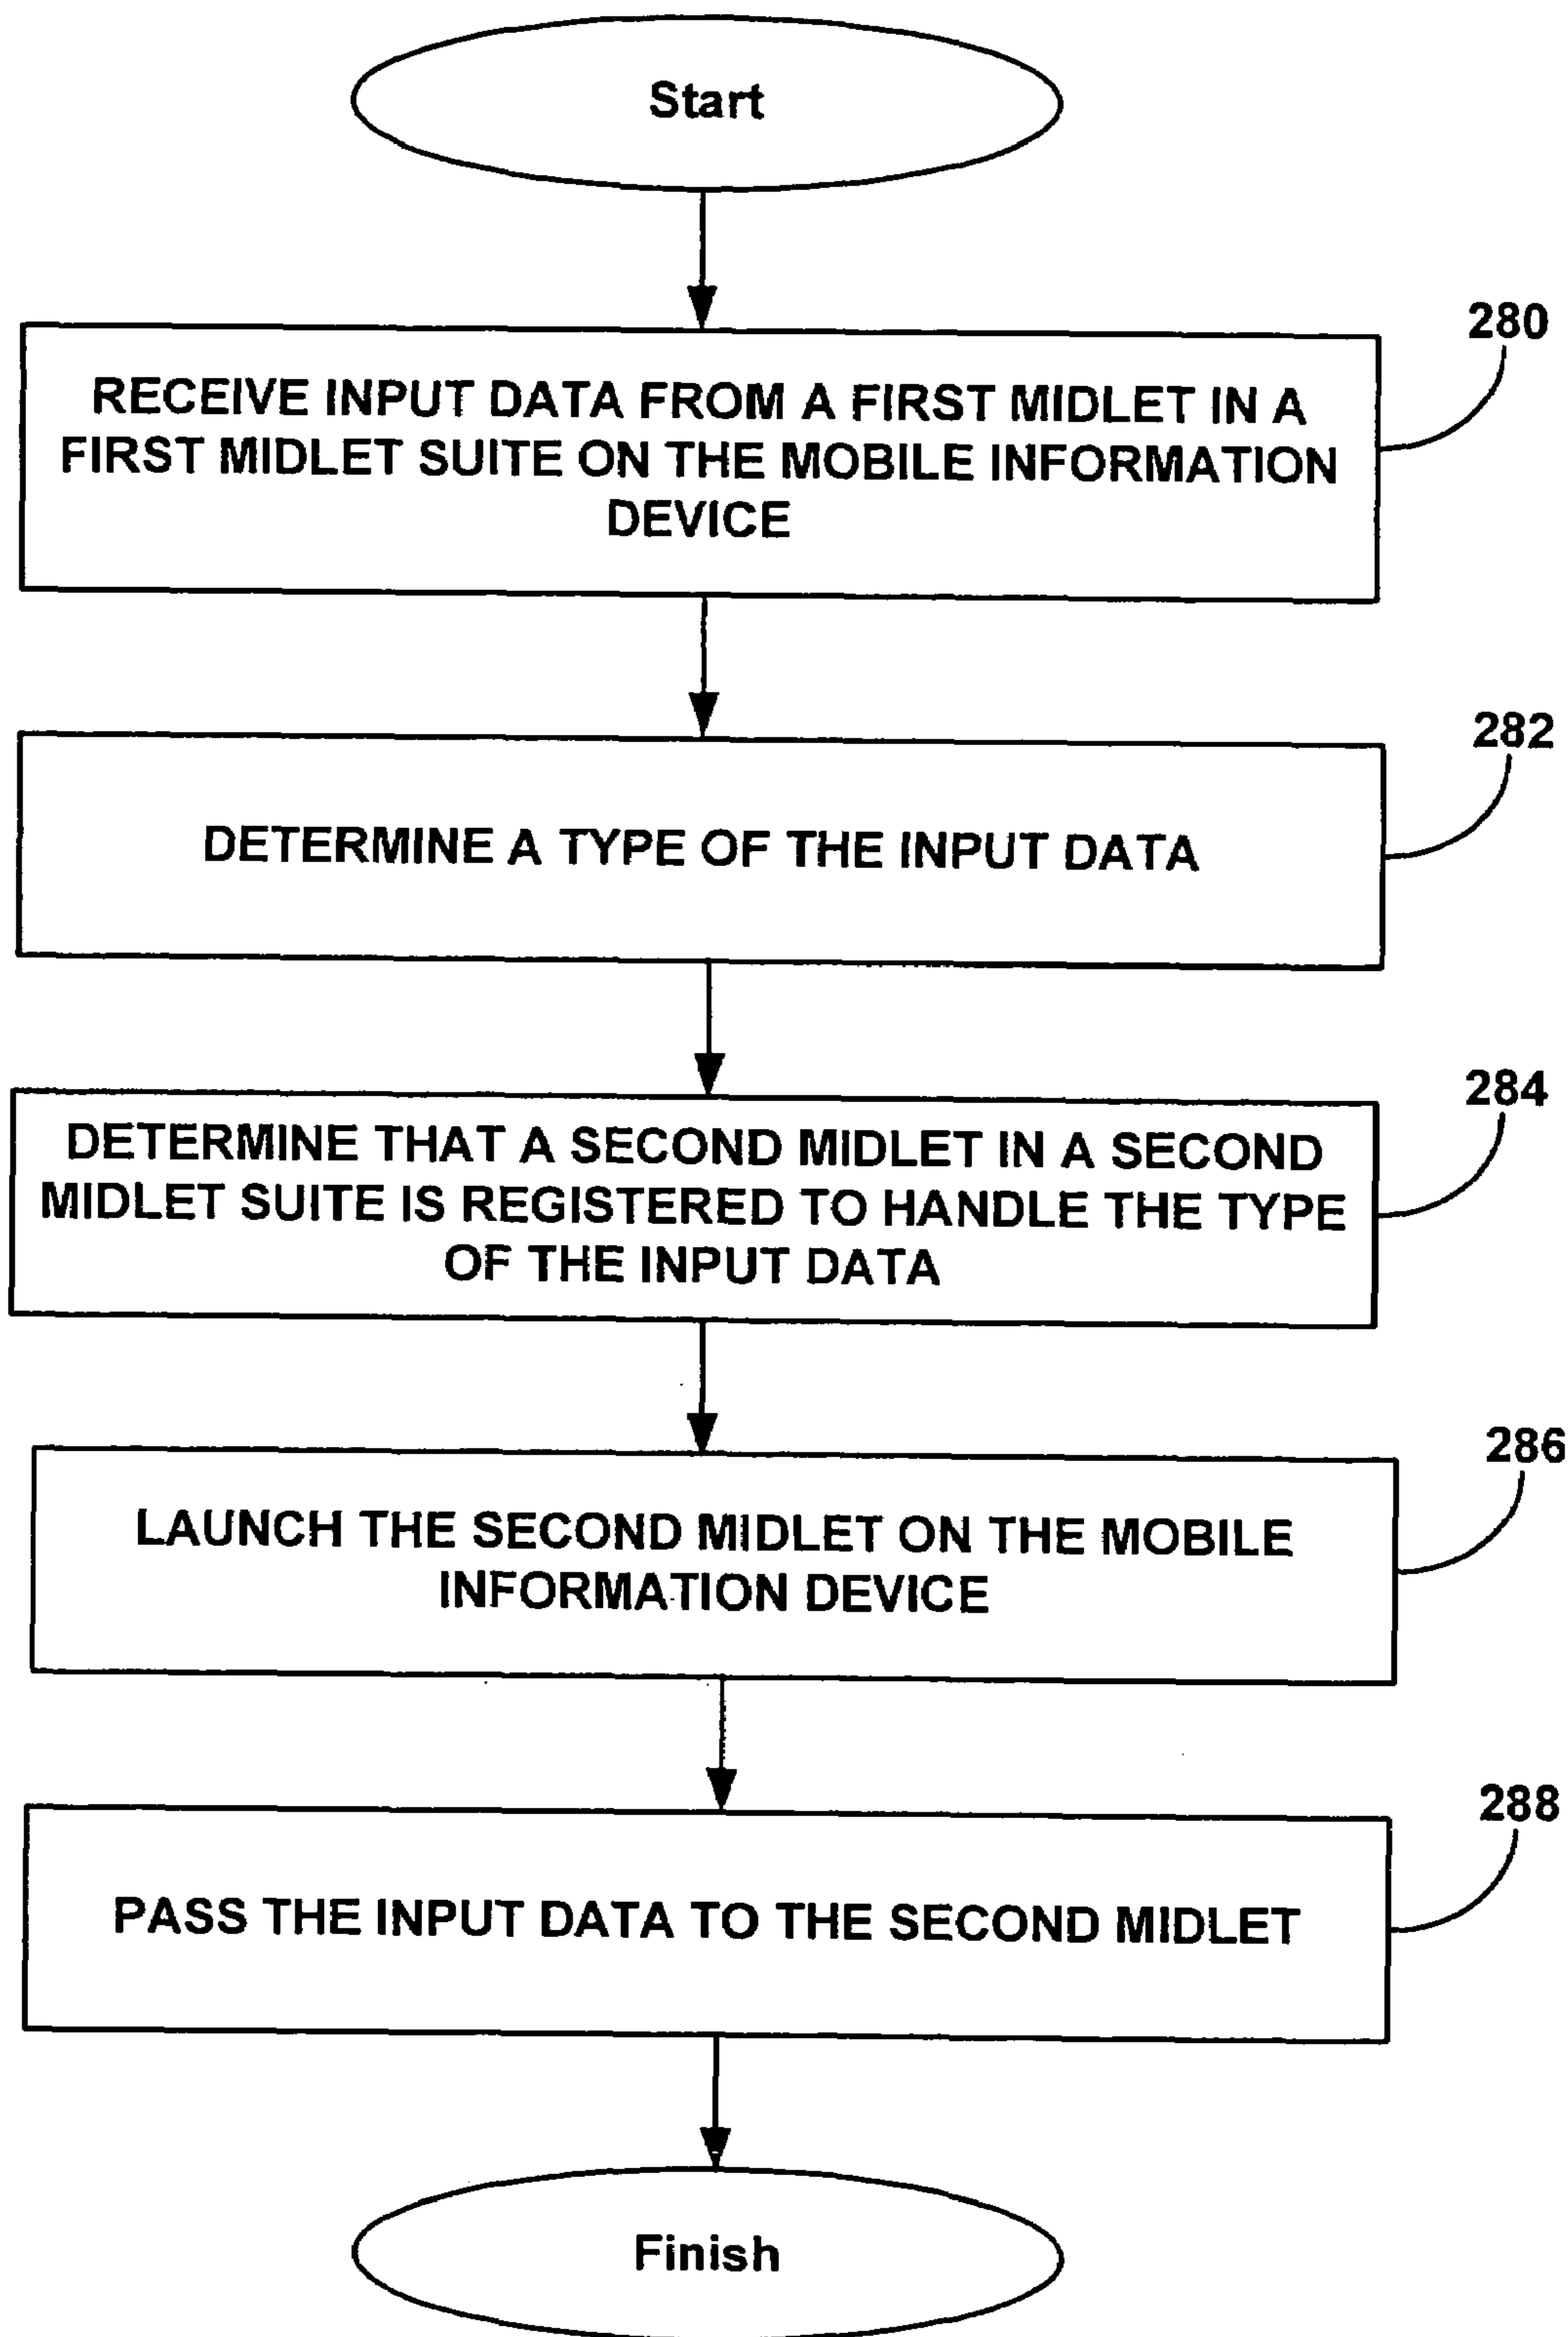 Start
280
RECEIVE INPUT DATA FROM A FIRST MIDLET IN A
FIRST MIDLET SUITE ON THE MOBILE INFORMATION
DEVICE
282
DETERMINE A TYPE OF THE INPUT DATA
284
DETERMINE THAT A SECOND MIDLET IN A SECOND
MIDLET SUITE IS REGISTERED TO HANDLE THE TYPE
OF THE INPUT DATA
286
LAUNCH THE SECOND MIDLET ON THE MOBILE
INFORMATION DEVICE
288
PASS THE INPUT DATA TO THE SECOND MIDLET
Finish